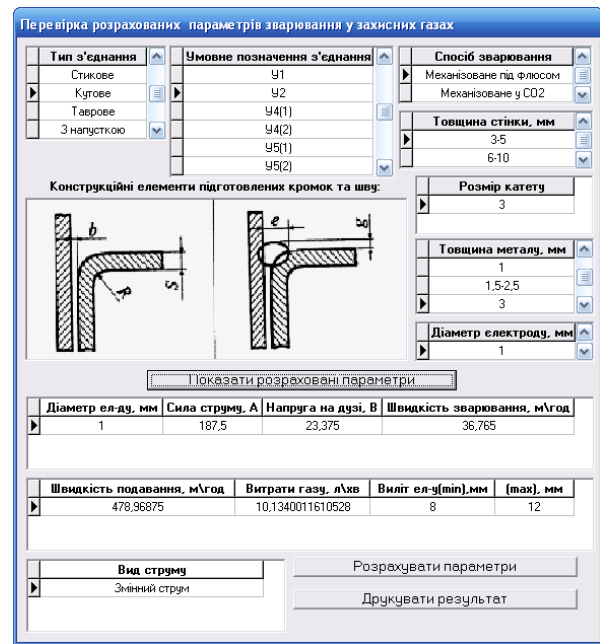 Перевірка розрахованих параметрів зварювання у захисних газах
Тип з'єднання
Стикове
Кутове
Таврове
З напусткою
Умовне позначення з'єднання
У1
У2
У4(1)
У4(2)
У5(1)
У5(2)
Спосіб зварювання
Механізоване під флюсом
Механізоване у СО2
Товщина стінки, мм
3-5
6-10
Конструкційні елементи підготовлених кромок та шву:
b
R
S
e
g
Розмір катету
3
Товщина металу, мм
1
1,5-2,5
3
Діаметр електроду, мм
1
Показати розраховані параметри
Діаметр ел-ду, мм Сила струму, А Напруга на дузі, В Швидкість зварювання, м\год
1 187,5 23,375 36,765
Швидкість подавання, м\год Витрати газу, л\хв Виліт ел-у(min),мм (max), мм
478,96875 10,1340011610528 8 12
Вид струму
Змінний струм
Розрахувати параметри
Друкувати результат